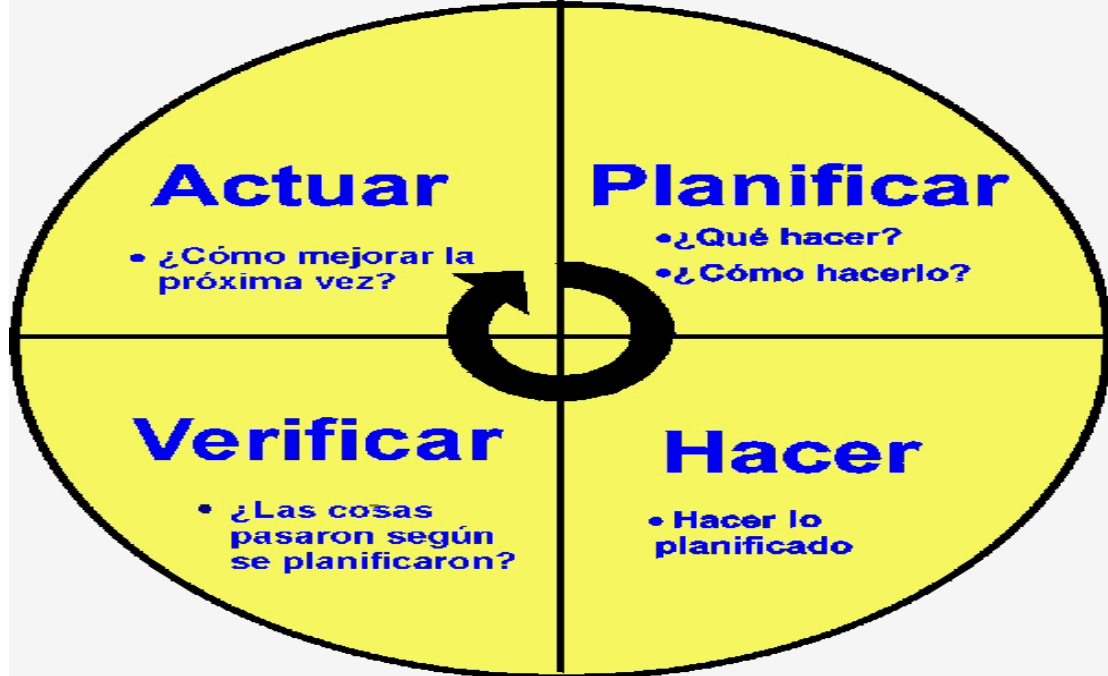 Actuar
• ¿Cómo mejorar la
próxima vez?
Planificar
•¿Qué hacer?
•¿Cómo hacerlo?
Verificar
• ¿Las cosas
pasaron según
se planificaron?
Hacer
• Hacer lo
planificado